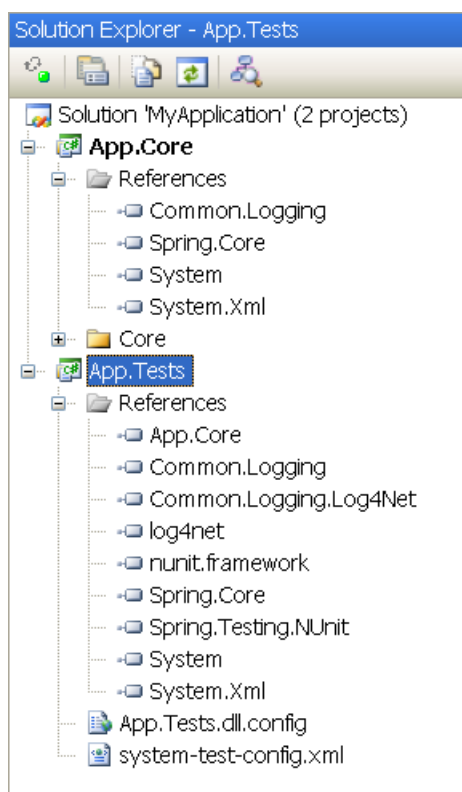 Solution Explorer - App.Tests
Solution 'MyApplication' (2 projects)
App.Core
References
Common.Logging
Spring.Core
System
System.Xml
Core
App.Tests
References
App.Core
Common.Logging
Common.Logging.Log4Net
log4net
nunit.framework
Spring.Core
Spring.Testing.NUnit
System
System.Xml
App.Tests.dll.config
system-test-config.xml